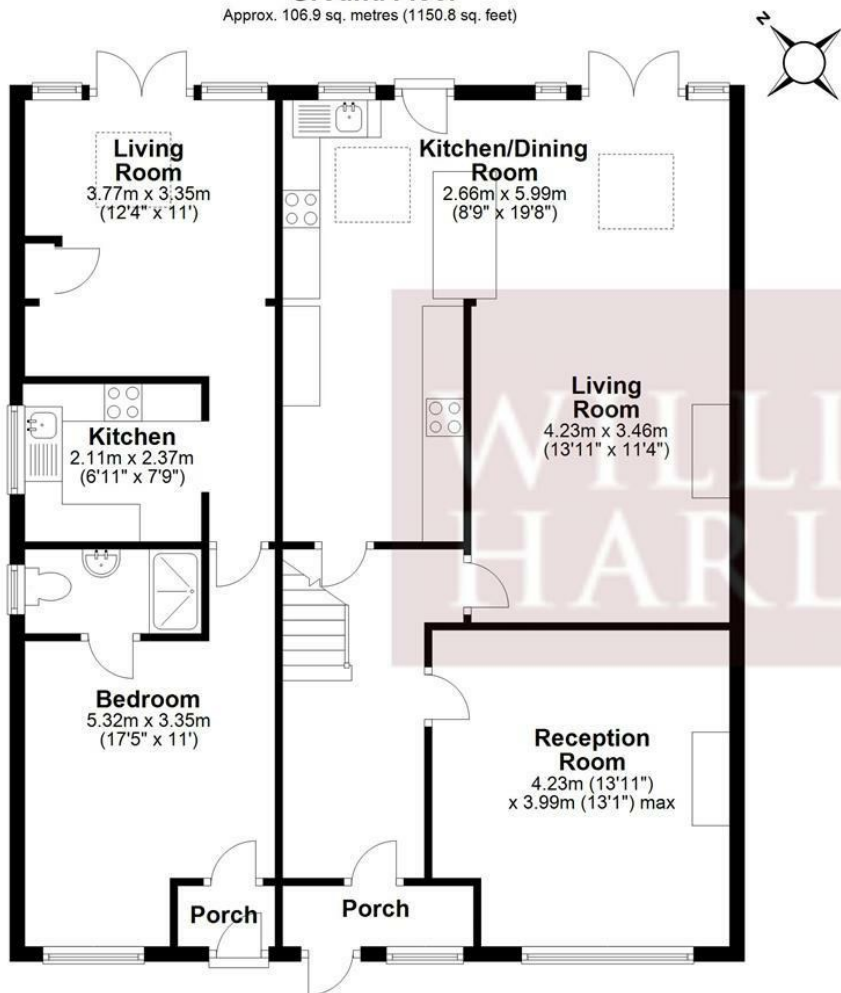 Approx. 106.9 sq. metres (1150.8 sq. feet)
N
Living
Room
3.77m x 3.35m
(12'4" x 11')
Kitchen/Dining
Room
2.66m x 5.99m
(8'9" x 19'8")
Living
Room
4.23m x 3.46m
(13'11" x 11'4")
Kitchen
2.11m x 2.37m
(6'11" x 7'9")
WILLI
HARL
Bedroom
5.32m x 3.35m
(17'5" x 11')
Reception
Room
4.23m (13'11")
x 3.99m (13'1") max
Porch
Porch